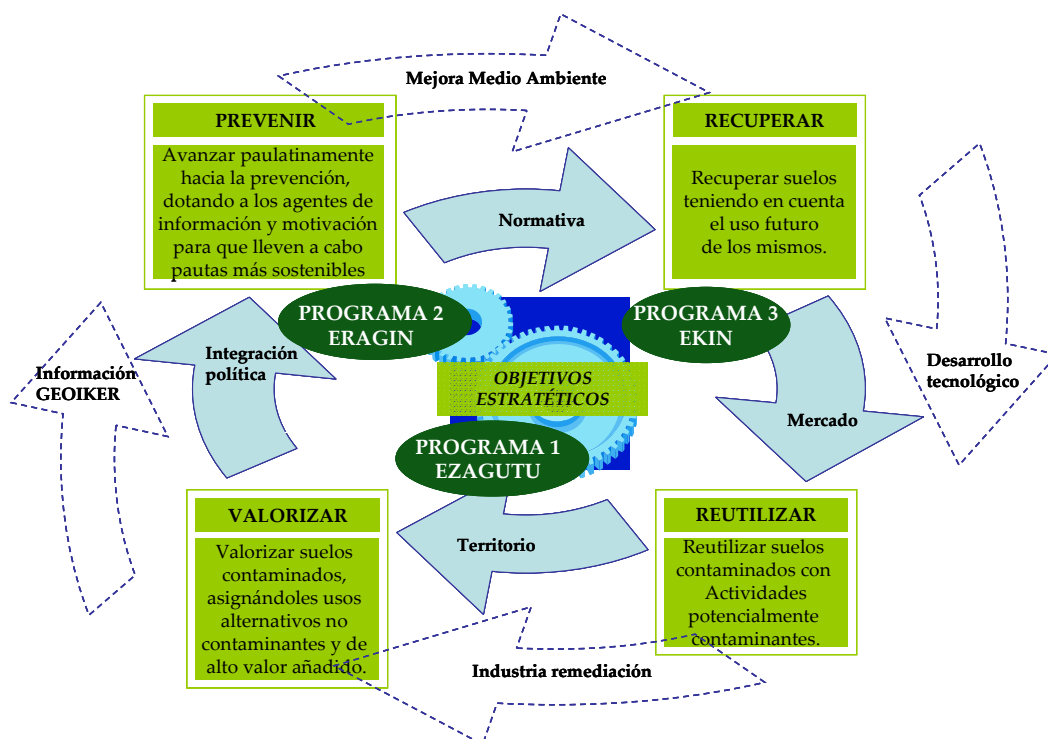 Mejora Medio Ambiente
PREVENIR
Avanzar paulatinamente
hacia la prevención,
dotando a los agentes de
información y motivación
para que lleven a cabo
pautas más sostenibles
RECUPERAR
Recuperar suelos
teniendo en cuenta
el uso futuro
de los mismos.
Normativa
PROGRAMA 2
ERAGIN
PROGRAMA 3
EKIN
Información
GEOIKER
Integración
política
OBJETIVOS
ESTRATÉTICOS
Desarrollo
tecnológico
Mercado
PROGRAMA 1
EZAGUTU
VALORIZAR
Valorizar suelos
contaminados,
asignándoles usos
alternativos no
contaminantes y de
alto valor añadido.
Territorio
REUTILIZAR
Reutilizar suelos
contaminados con
Actividades
potencialmente
contaminantes.
Industria remediación